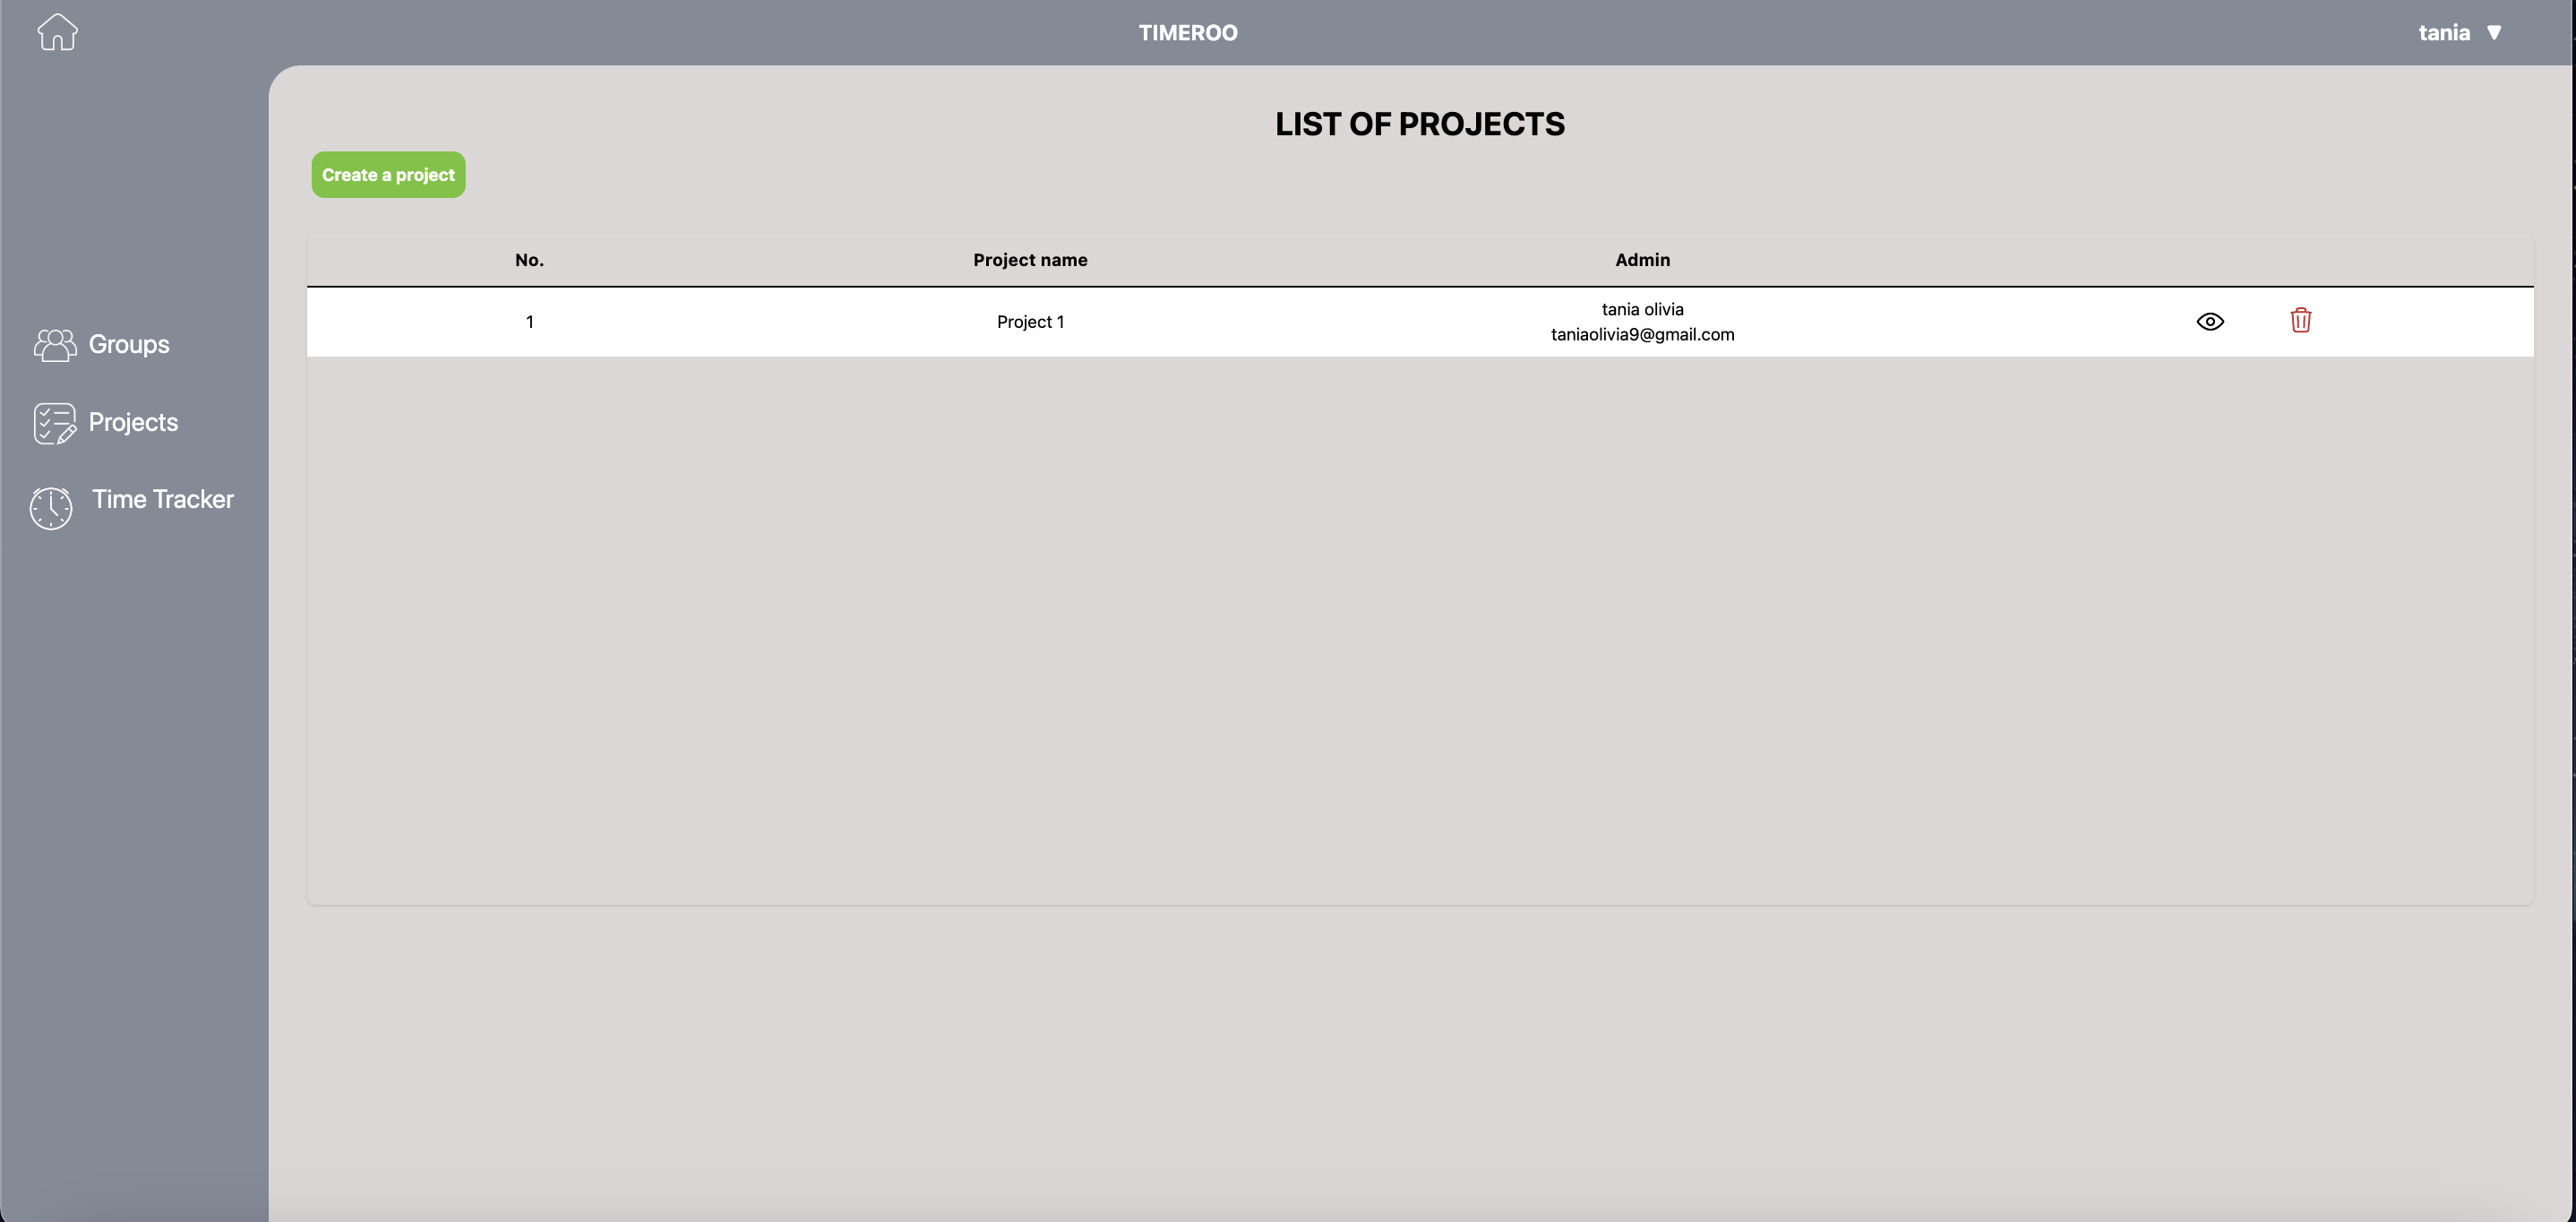 TIMEROO
tania ▼
LIST OF PROJECTS
Create a project
No. Project name Admin
1 Project 1 tania olivia
taniaolivia9@gmail.com
Groups
Projects
Time Tracker